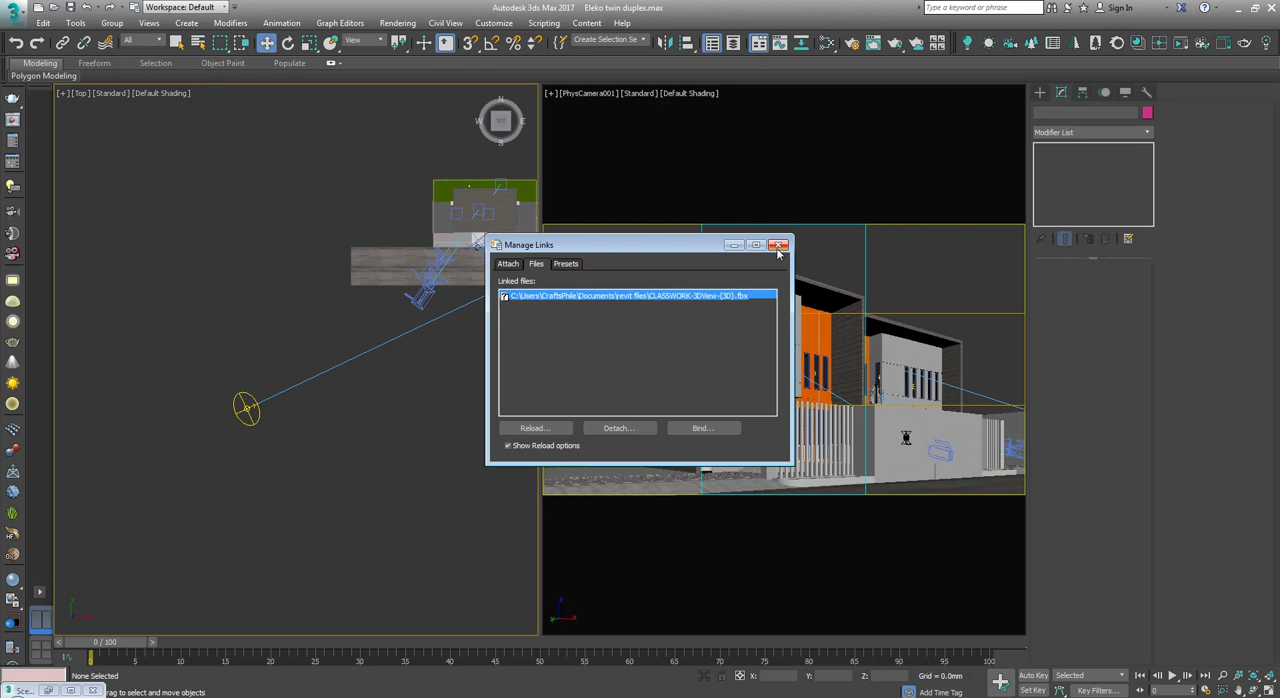 Workspace: Default
Autodesk 3ds Max 2017
Eleko twin duplex.max
Type a keyword or phrase
Sign In
Edit Tools Group Views Create Modifiers Animation Graph Editors Rendering Civil View Customize Scripting Content Help
All
View
Create Selection Se
Modeling Freeform Selection Object Paint Populate
Polygon Modeling
[+] [Top] [Standard] [Default Shading]
[+] [PhysCamera001] [Standard] [Default Shading]
N
W
E
S
Modifier List
Manage Links
Attach Files Presets
Linked files:
C:\Users\CraftsPhile\Documents\revit files\CLASSWORK-3DView-{3D}.fbx
Reload... Detach... Bind...
Show Reload options
0 / 100
0 5 10 15 20 25 30 35 40 45 50 55 60 65 70 75 80 85 90 95 100
None Selected
X: Y: Z: Grid = 0.0mm
Auto Key Selected
Sce...
drag to select and move objects
Add Time Tag
Set Key Key Filters... 0